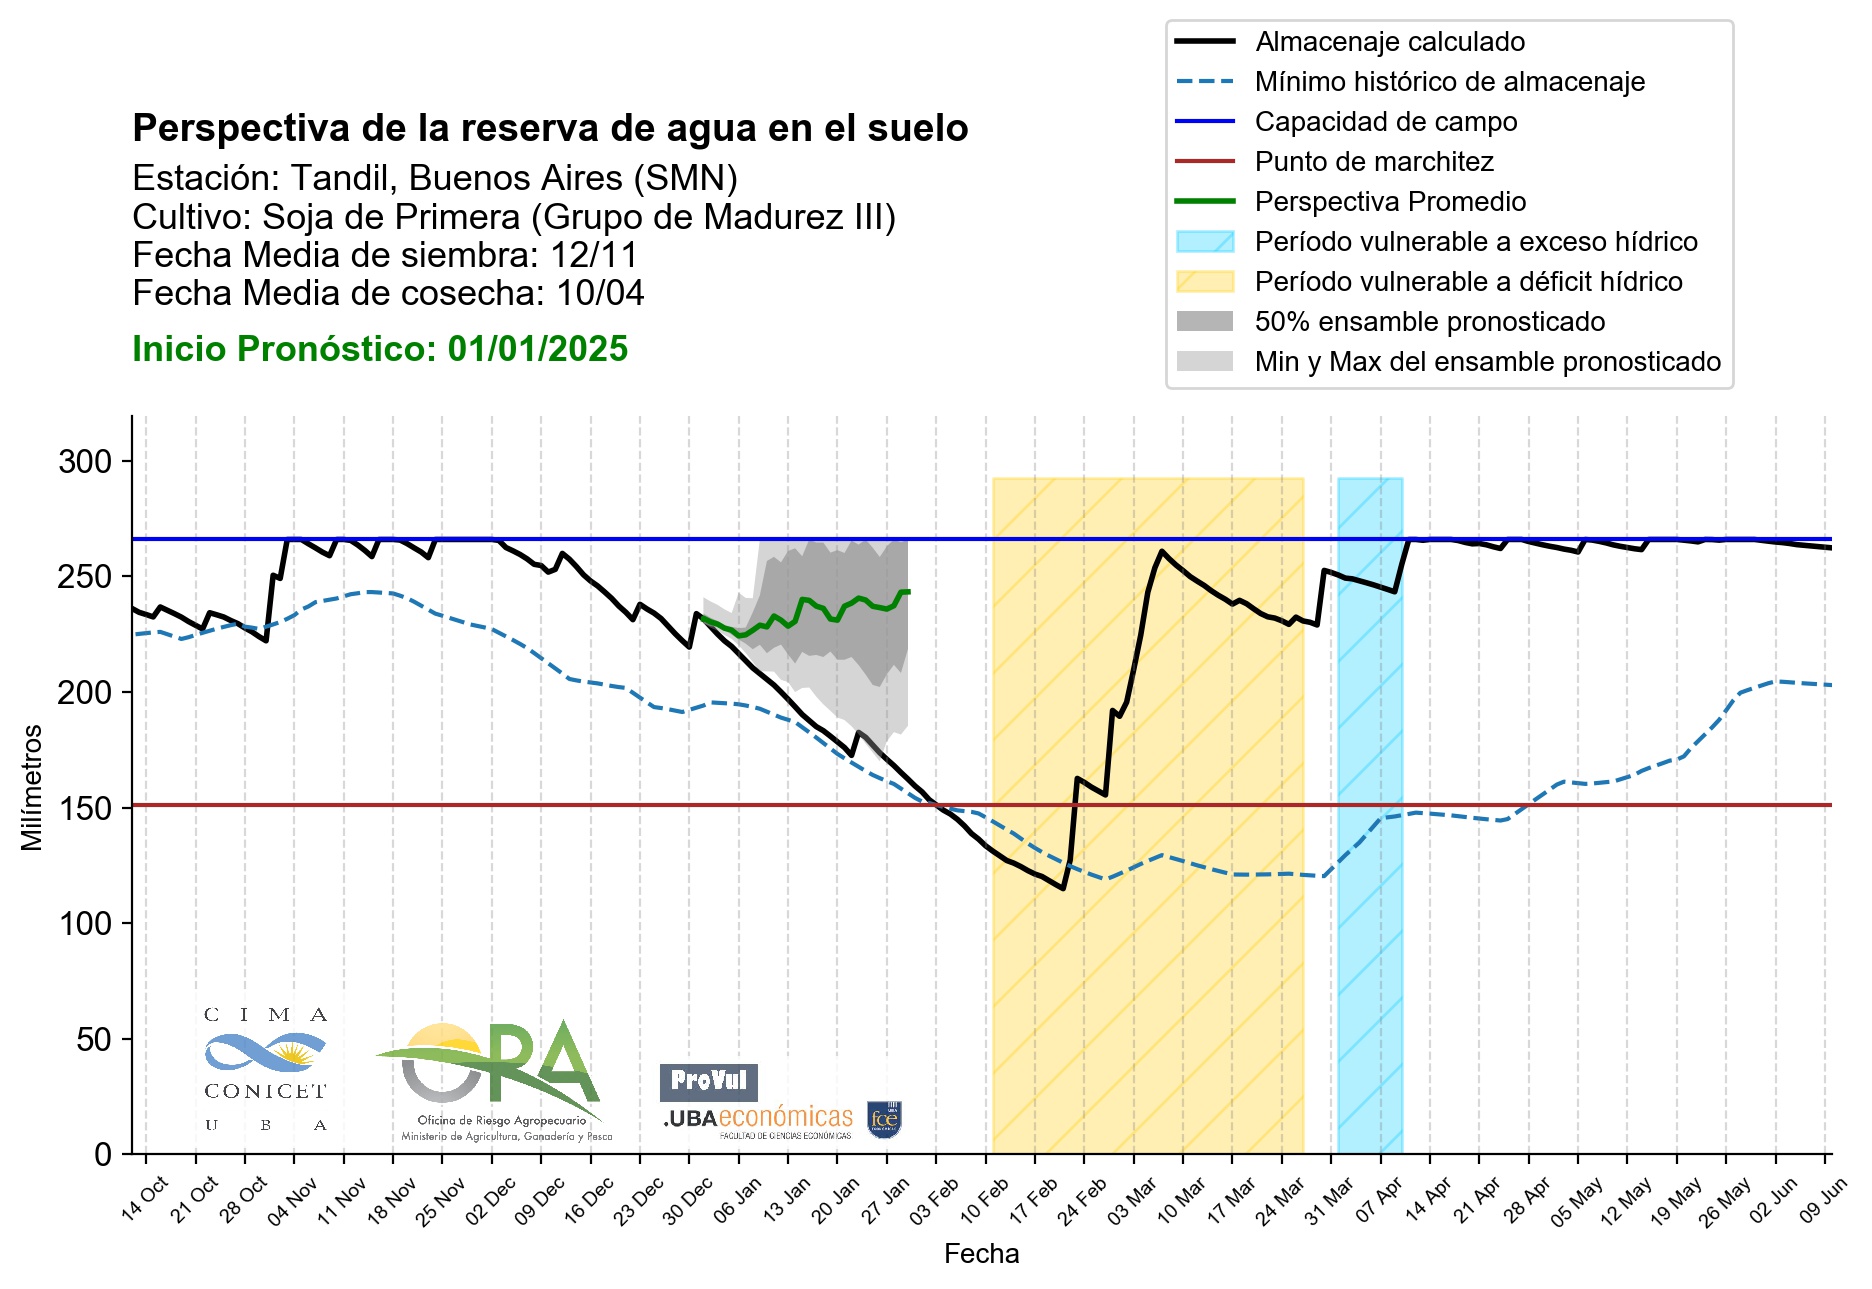 Almacenaje calculado
Mínimo histórico de almacenaje
Capacidad de campo
Punto de marchitez
Perspectiva Promedio
Período vulnerable a exceso hídrico
Período vulnerable a déficit hídrico
50% ensamble pronosticado
Min y Max del ensamble pronosticado
Perspectiva de la reserva de agua en el suelo
Estación: Tandil, Buenos Aires (SMN)
Cultivo: Soja de Primera (Grupo de Madurez III)
Fecha Media de siembra: 12/11
Fecha Media de cosecha: 10/04
Inicio Pronóstico: 01/01/2025
Milímetros
300
250
200
150
100
50
0
CIMA
CONICET
UBA
ORA
Oficina de Riesgo Agropecuario
Ministerio de Agricultura, Ganadería y Pesca
ProVul
.UBAeconómicas
FACULTAD DE CIENCIAS ECONÓMICAS
UBA
fce
14 Oct 21 Oct 28 Oct 04 Nov 11 Nov 18 Nov 25 Nov 02 Dec 09 Dec 16 Dec 23 Dec 30 Dec 06 Jan 13 Jan 20 Jan 27 Jan 03 Feb 10 Feb 17 Feb 24 Feb 03 Mar 10 Mar 17 Mar 24 Mar 31 Mar 07 Apr 14 Apr 21 Apr 28 Apr 05 May 12 May 19 May 26 May 02 Jun 09 Jun
Fecha